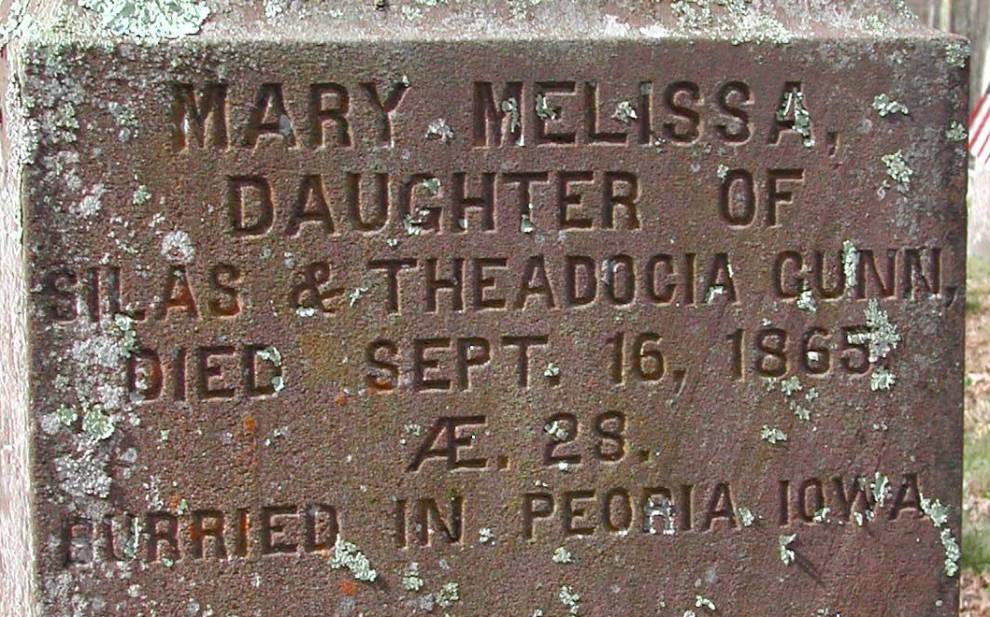 MARY MELISSA,
DAUGHTER OF
SILAS & THEADOCIA GUNN,
DIED SEPT. 16, 1865.
Æ. 28.
BURRIED IN PEORIA IOWA